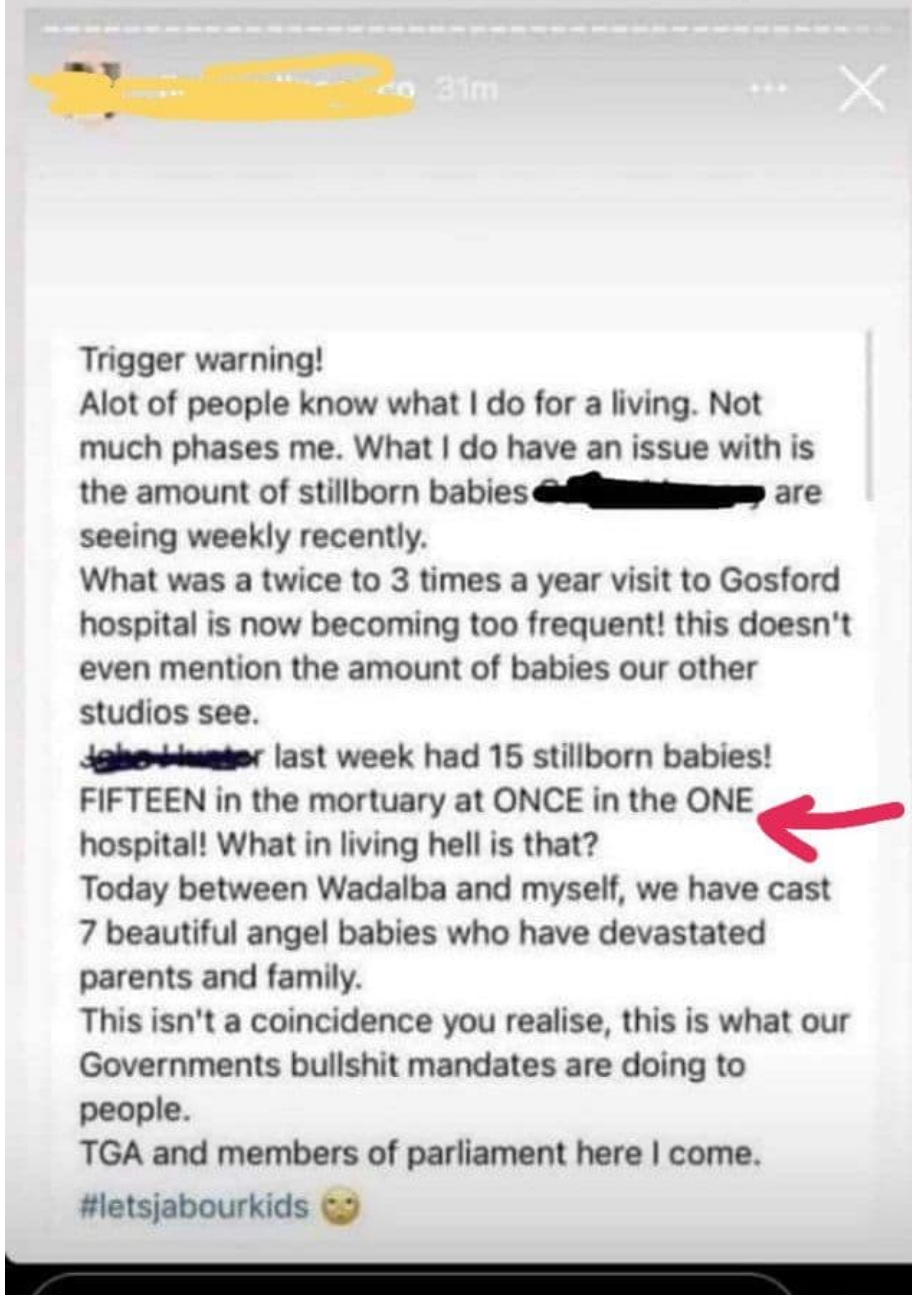 31m
Trigger warning!
Alot of people know what I do for a living. Not
much phases me. What I do have an issue with is
the amount of stillborn babies are
seeing weekly recently.
What was a twice to 3 times a year visit to Gosford
hospital is now becoming too frequent! this doesn't
even mention the amount of babies our other
studios see.
last week had 15 stillborn babies!
FIFTEEN in the mortuary at ONCE in the ONE
hospital! What in living hell is that?
Today between Wadalba and myself, we have cast
7 beautiful angel babies who have devastated
parents and family.
This isn't a coincidence you realise, this is what our
Governments bullshit mandates are doing to
people.
TGA and members of parliament here I come.
#letsjabourkids